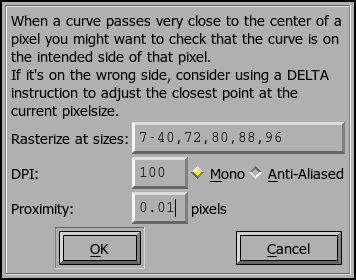 When a curve passes very close to the center of a
pixel you might want to check that the curve is on
the intended side of that pixel.
If it's on the wrong side, consider using a DELTA
instruction to adjust the closest point at the
current pixelsize.
Rasterize at sizes: 7-40,72,80,88,96
DPI: 100 Mono Anti-Aliased
Proximity: 0.01 pixels
OK Cancel